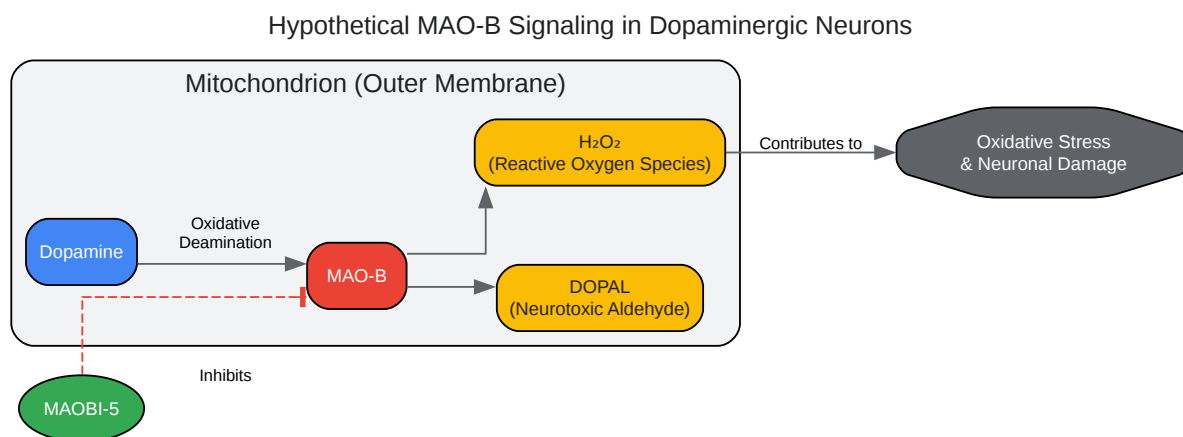 Hypothetical MAO-B Signaling in Dopaminergic Neurons
Mitochondrion (Outer Membrane)
H₂O₂
(Reactive Oxygen Species)
Contributes to
Oxidative Stress
& Neuronal Damage
Dopamine
Oxidative
Deamination
MAO-B
DOPAL
(Neurotoxic Aldehyde)
Inhibits
MAOBI-5